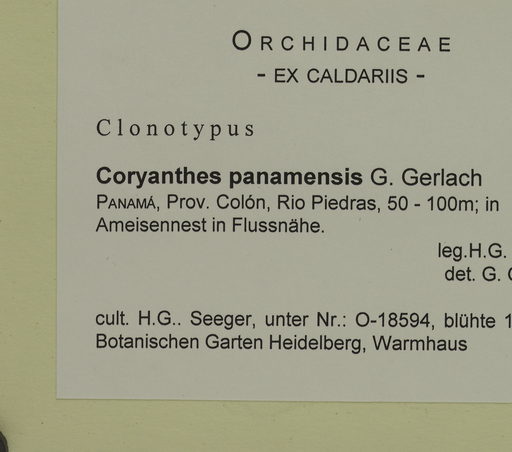 ORCHIDACEAE
- EX CALDARIIS -
Clonotypus
Coryanthes panamensis G. Gerlach
PANAMÁ, Prov. Colón, Rio Piedras, 50 - 100m; in
Ameisennest in Flussnähe.
leg.H.G.
det. G.
cult. H.G.. Seeger, unter Nr.: O-18594, blühte 1
Botanischen Garten Heidelberg, Warmhaus